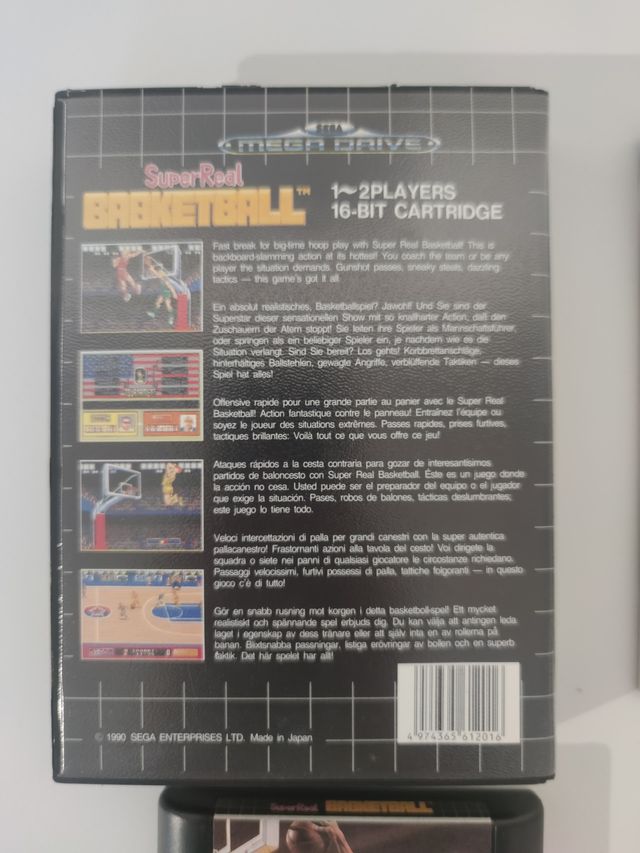 SEGA
MEGA DRIVE
SuperReal
BASKETBALL™
1~2PLAYERS
16-BIT CARTRIDGE
Fast break for big-time hoop play with Super Real Basketball! This is
backboard-slamming action at its hottest! You coach the team or be any
player the situation demands. Gunshot passes, sneaky steals, dazzling
tactics — this game's got it all.
Ein absolut realistisches, Basketballspiel? Jawohl! Und Sie sind der
Superstar dieser sensationellen Show mit so knallharter Action, daß den
Zuschauern der Atem stoppt! Sie leiten ihre Spieler als Mannschaftsführer,
oder springen als ein beliebiger Spieler ein, je nachdem wie es die
Situation verlangt. Sind Sie bereit? Los gehts! Korbbrettanschläge,
hinterhältiges Ballstehlen, gewagte Angriffe, verblüffende Taktiken — dieses
Spiel hat alles!
Offensive rapide pour une grande partie au panier avec le Super Real
Basketball! Action fantastique contre le panneau! Entraînez l'équipe ou
soyez le joueur des situations extrêmes. Passes rapides, prises furtives,
tactiques brillantes: Voilà tout ce que vous offre ce jeu!
Ataques rápidos a la cesta contraria para gozar de interesantísimos
partidos de baloncesto con Super Real Basketball. Éste es un juego donde
la acción no cesa. Usted puede ser el preparador del equipo o el jugador
que exige la situación. Pases, robos de balones, tácticas deslumbrantes;
este juego lo tiene todo.
Veloci intercettazioni di palla per grandi canestri con la super autentica
pallacanestro! Frastornanti azioni alla tavola del cesto! Voi dirigete la
squadra o siete nei panni di qualsiasi giocatore le circostanze richiedano.
Passaggi velocissimi, furtivi possessi di palla, tattiche folgoranti — in questo
gioco c'è di tutto!
Gör en snabb rusning mot korgen i detta basketboll-spel! Ett mycket
realistiskt och spännande spel erbjuds dig. Du kan välja att antingen leda
laget i egenskap av dess tränare eller att själv inta en av rollerna på
banan. Blixtsnabba passningar, listiga erövringar av bollen och en superb
taktik. Det här spelet har allt!
© 1990 SEGA ENTERPRISES LTD. Made in Japan
4 974365 612016
SuperReal BASKETBALL